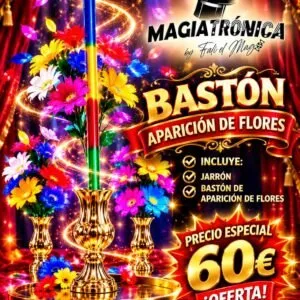 MAGIATRÓNICA
by Fran el Mago
BASTÓN
APARICIÓN DE FLORES
INCLUYE:
JARRÓN
BASTÓN DE
APARICIÓN DE FLORES
PRECIO ESPECIAL
60€
¡OFERTA!